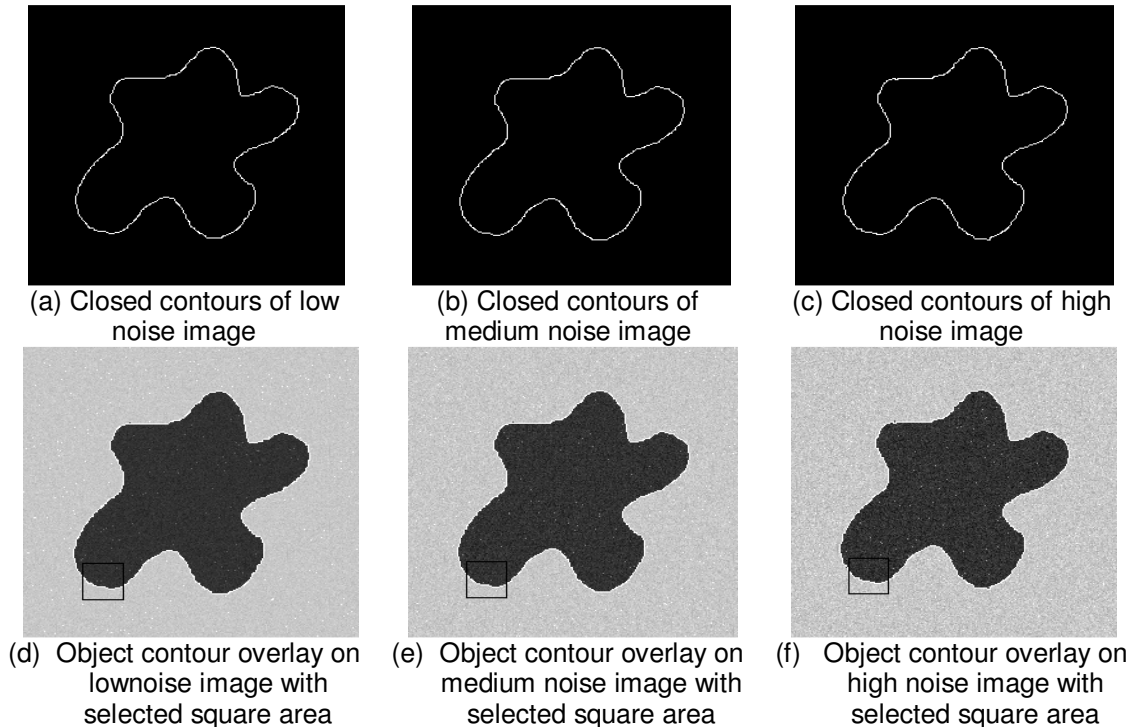 (a) Closed contours of low
noise image
(b) Closed contours of
medium noise image
(c) Closed contours of high
noise image
(d) Object contour overlay on
lownoise image with
selected square area
(e) Object contour overlay on
medium noise image with
selected square area
(f) Object contour overlay on
high noise image with
selected square area